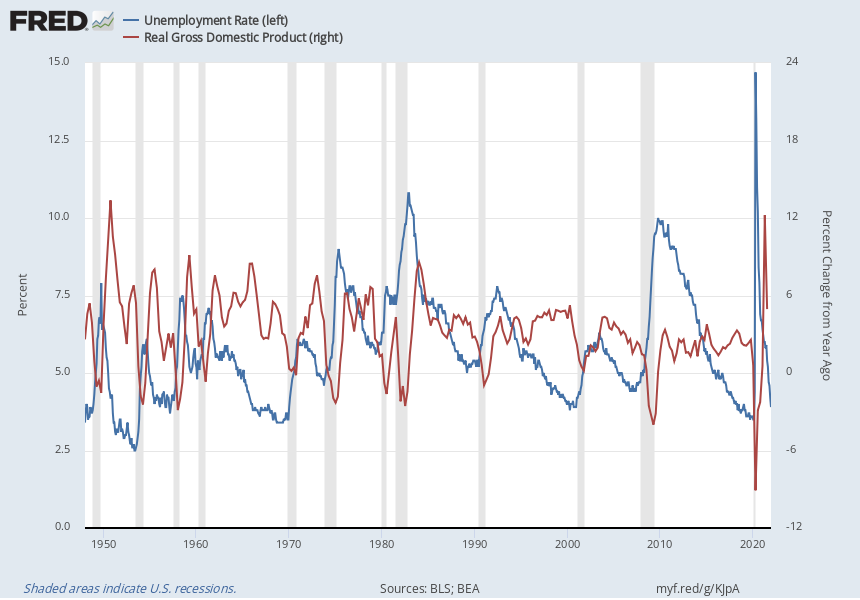 FRED
Unemployment Rate (left)
Real Gross Domestic Product (right)
15.0
12.5
10.0
7.5
5.0
2.5
0.0
Percent
24
18
12
6
0
-6
-12
Percent Change from Year Ago
1950 1960 1970 1980 1990 2000 2010 2020
Shaded areas indicate U.S. recessions. Sources: BLS; BEA myf.red/g/KJpA